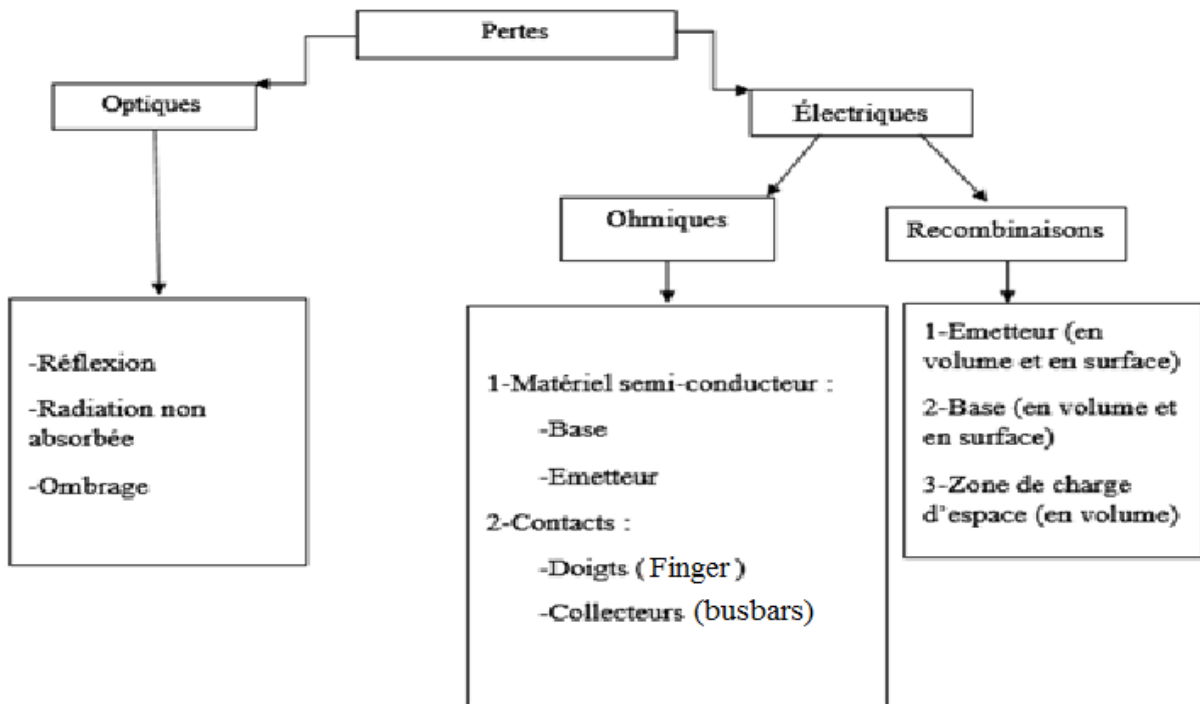 Pertes
Optiques
Électriques
Ohmiques
Recombinaisons
-Réflexion
-Radiation non
absorbée
-Ombrage
1-Matériel semi-conducteur :
-Base
-Emetteur
2-Contacts :
-Doigts (Finger)
-Collecteurs (busbars)
1-Emetteur (en
volume et en surface)
2-Base (en volume et
en surface)
3-Zone de charge
d'espace (en volume)